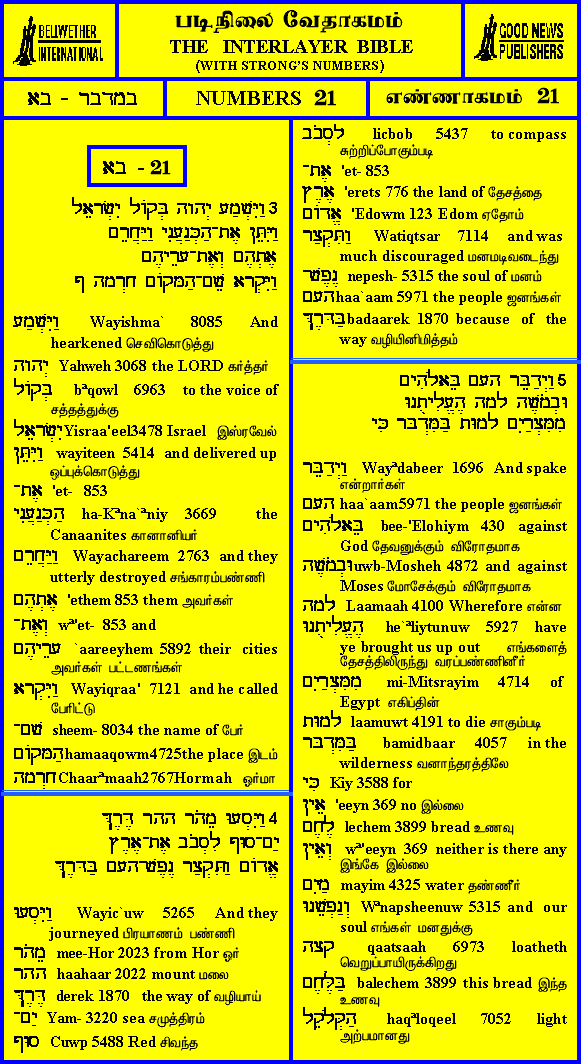 BELLWETHER
INTERNATIONAL
படிநிலை வேதாகமம்
THE INTERLAYER BIBLE
(WITH STRONG'S NUMBERS)
GOOD NEWS
PUBLISHERS
במדבר - בא
NUMBERS 21
எண்ணாகமம் 21
בא - 21
3 וַיִּשְׁמַע יְהוָה בְּקוֹל יִשְׂרָאֵל
וַיִּתֵּן אֶת־הַכְּנַעֲנִי וַיַּחֲרֵם
אֶתְהֶם וְאֶת־עָרֵיהֶם
וַיִּקְרָא שֵׁם־הַמָּקוֹם חָרְמָה ף
וַיִּשְׁמַע Wayishma` 8085 And
hearkened செவிகொடுத்து
יְהוָה Yahweh 3068 the LORD கர்த்தர்
בְּקוֹל bªqowl 6963 to the voice of
சத்தத்துக்கு
יִשְׂרָאֵל Yisraa'eel3478 Israel இஸ்ரவேல்
וַיִּתֵּן wayiteen 5414 and delivered up
ஒப்புக்கொடுத்து
אֶת־ 'et- 853
הַכְּנַעֲנִי ha-Kªna`ªniy 3669 the
Canaanites கானானியர்
וַיַּחֲרֵם Wayachareem 2763 and they
utterly destroyed சங்காரம்பண்ணி
אֶתְהֶם 'ethem 853 them அவர்கள்
וְאֶת־ wª'et- 853 and
עָרֵיהֶם `aareeyhem 5892 their cities
அவர்கள் பட்டணங்கள்
וַיִּקְרָא Wayiqraa' 7121 and he called
பேரிட்டு
שֵׁם־ sheem- 8034 the name of பேர்
הַמָּקוֹם hamaaqowm4725the place இடம்
חָרְמָה Chaarªmaah2767Hormah ஓர்மா
4 וַיִּסְעוּ מֵהֹר הָהָר דֶּרֶךְ
יַם־סוּף לִסְבֹב אֶת־אֶרֶץ
אֱדוֹם וַתִּקְצַר נֶפֶשׁ־הָעָם בַּדָּרֶךְ
וַיִּסְעוּ Wayic`uw 5265 And they
journeyed பிரயாணம் பண்ணி
מֵהֹר mee-Hor 2023 from Hor ஓர்
הָהָר haahaar 2022 mount மலை
דֶּרֶךְ derek 1870 the way of வழியாய்
יַם־ Yam- 3220 sea சமுத்திரம்
סוּף Cuwp 5488 Red சிவந்த
לִסְבֹב licbob 5437 to compass
சுற்றிப்போகும்படி
אֶת־ 'et- 853
אֶרֶץ 'erets 776 the land of தேசத்தை
אֱדוֹם 'Edowm 123 Edom ஏதோம்
וַתִּקְצַר Watiqtsar 7114 and was
much discouraged மனமடிவடைந்து
נֶפֶשׁ nepesh- 5315 the soul of மனம்
הָעָם haa`aam 5971 the people ஜனங்கள்
בַּדָּרֶךְ badaarek 1870 because of the
way வழியினிமித்தம்
5 וַיְדַבֵּר הָעָם בֵּאלֹהִים
וּבְמֹשֶׁה לָמָה הֶעֱלִיתֻנוּ
מִמִּצְרַיִם לָמוּת בַּמִּדְבָּר כִּי
וַיְדַבֵּר Wayªdabeer 1696 And spake
என்றார்கள்
הָעָם haa`aam5971 the people ஜனங்கள்
בֵּאלֹהִים bee-'Elohiym 430 against
God தேவனுக்கும் விரோதமாக
וּבְמֹשֶׁה uwb-Mosheh 4872 and against
Moses மோசேக்கும் விரோதமாக
לָמָה Laamaah 4100 Wherefore என்ன
הֶעֱלִיתֻנוּ he`ªliytunuw 5927 have
ye brought us up out எங்களைத்
தேசத்திலிருந்து வரப்பண்ணினீர்
מִמִּצְרַיִם mi-Mitsrayim 4714 of
Egypt எகிப்தின்
לָמוּת laamuwt 4191 to die சாகும்படி
בַּמִּדְבָּר bamidbaar 4057 in the
wilderness வனாந்தரத்திலே
כִּי Kiy 3588 for
אֵין 'eeyn 369 no இல்லை
לֶחֶם lechem 3899 bread உணவு
וְאֵין wª'eeyn 369 neither is there any
இங்கே இல்லை
מַיִם mayim 4325 water தண்ணீர்
וְנַפְשֵׁנוּ Wªnapsheenuw 5315 and our
soul எங்கள் மனதுக்கு
קָצָה qaatsaah 6973 loatheth
வெறுப்பாயிருக்கிறது
בַּלֶּחֶם balechem 3899 this bread இந்த
உணவு
הַקְּלֹקֵל haqªloqeel 7052 light
அற்பமானது